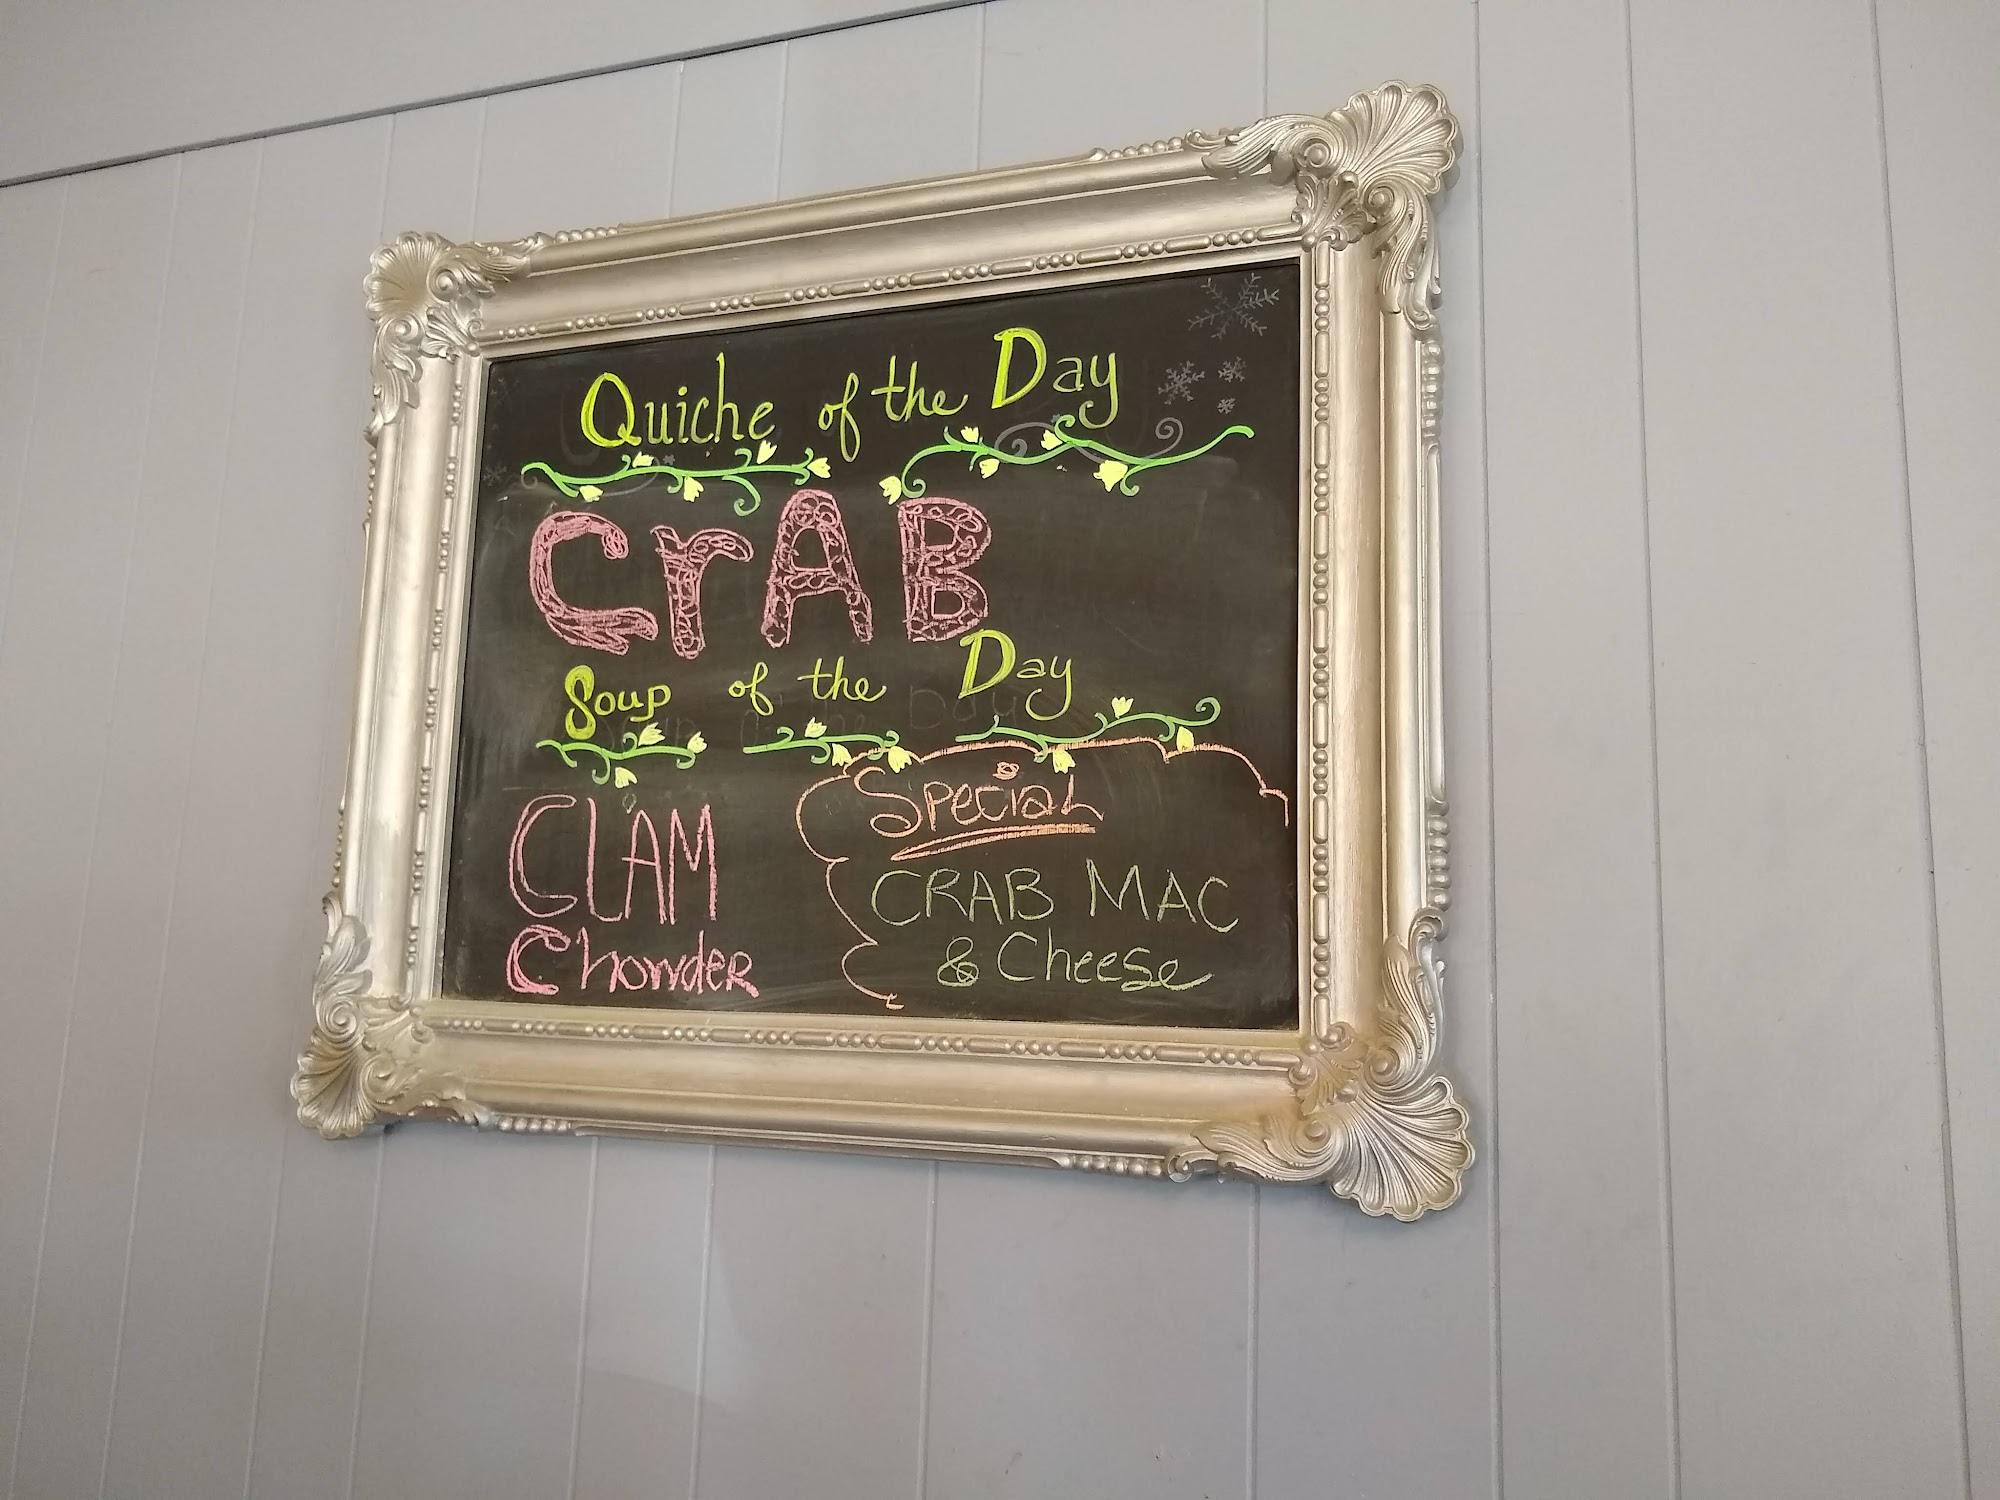 Quiche of the Day
CrAB
Soup of the Day
CLAM
Chowder
Special
CRAB MAC
& Cheese